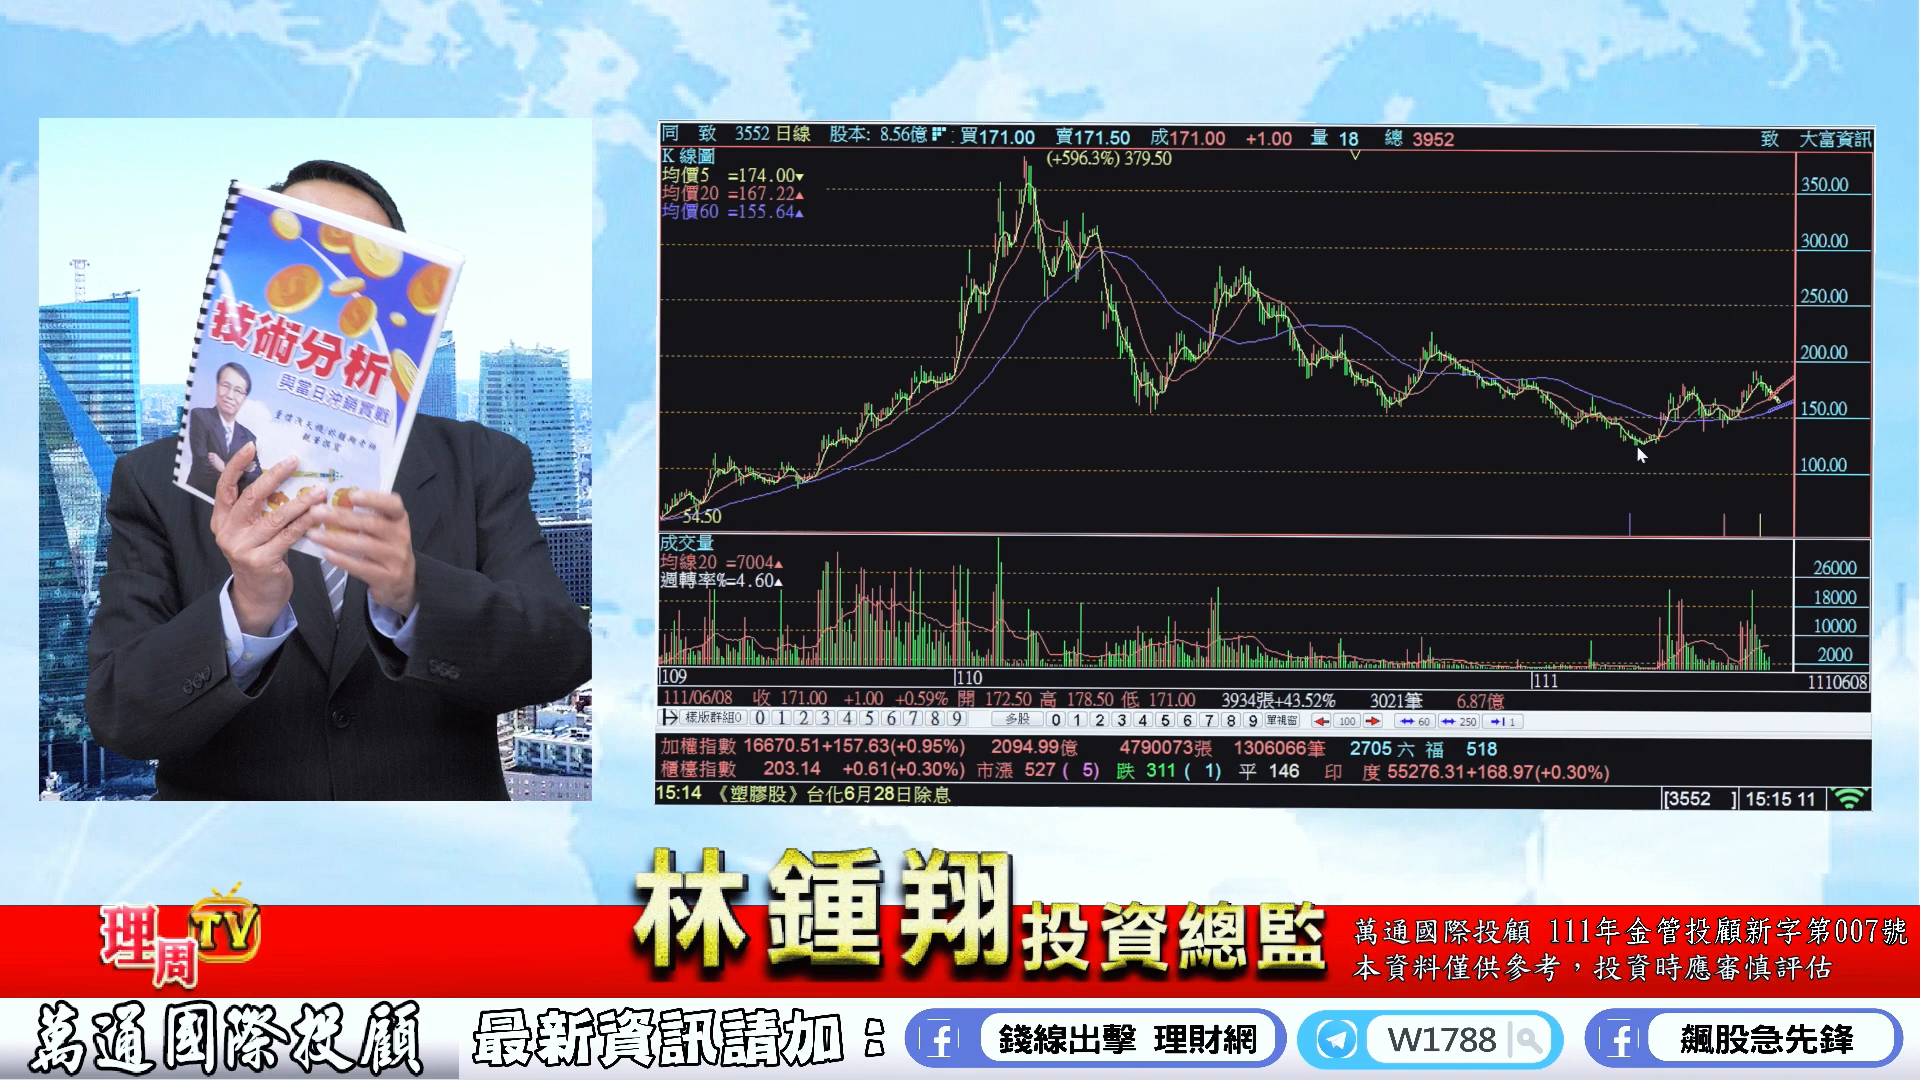 同 致 3552 日線 股本: 8.56億 : 買171.00 賣171.50 成171.00 +1.00 量 18 總 3952 致 大富資訊
K 線圖
均價5 =174.00▼
均價20 =167.22▲
均價60 =155.64▲
(+596.3%) 379.50
350.00
300.00
250.00
200.00
150.00
100.00
54.50
成交量
均線20 =7004▲
週轉率%=4.60▲
26000
18000
10000
2000
109 110 111 1110608
111/06/08 收 171.00 +1.00 +0.59% 開 172.50 高 178.50 低 171.00 3934張+43.52% 3021筆 6.87億
樣版群組0 0 1 2 3 4 5 6 7 8 9 多股 0 1 2 3 4 5 6 7 8 9 單視窗 100 60 250 1
加權指數 16670.51+157.63(+0.95%) 2094.99億 4790073張 1306066筆 2705 六 福 518
櫃檯指數 203.14 +0.61(+0.30%) 市漲 527 ( 5) 跌 311 ( 1) 平 146 印 度 55276.31+168.97(+0.30%)
15:14 《塑膠股》台化6月28日除息 [3552 ] 15:15 11
技術分析
與當日沖銷實戰
林鍾翔 投資總監
理周TV
萬通國際投顧 111年金管投顧新字第007號
本資料僅供參考，投資時應審慎評估
萬通國際投顧
最新資訊請加：
錢線出擊 理財網
W1788
飆股急先鋒